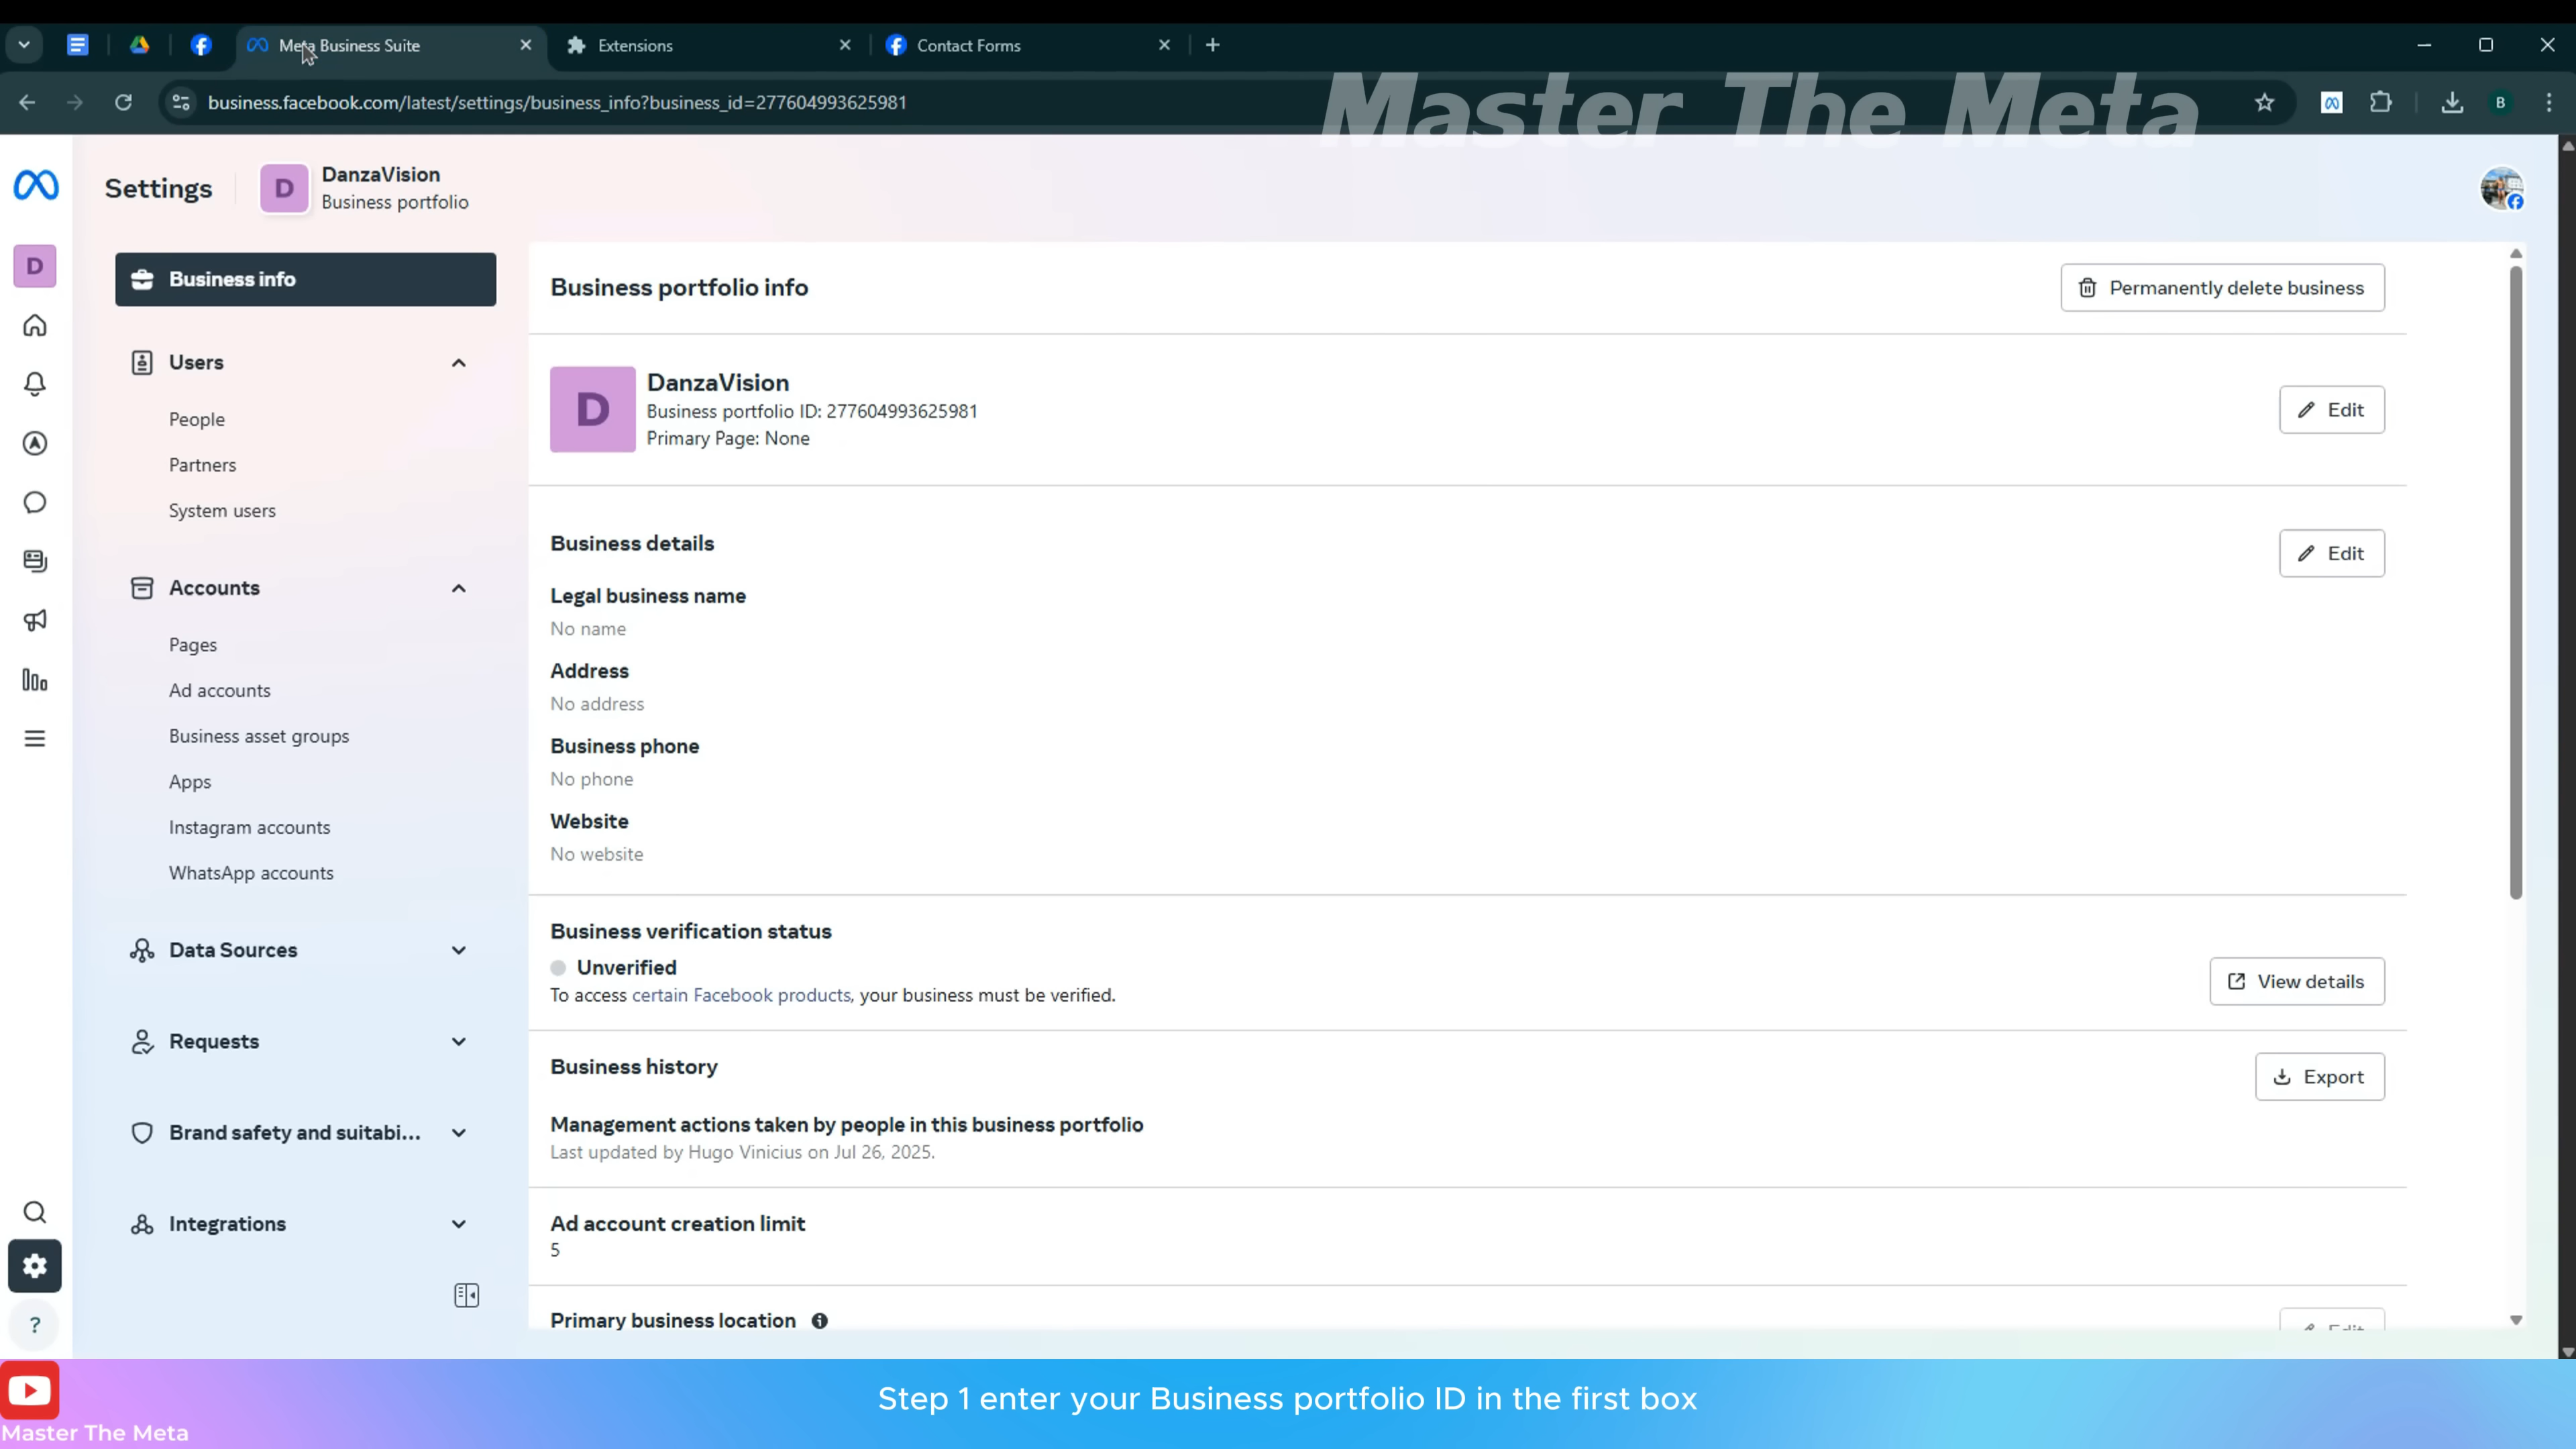 Meta Business Suite
Extensions
Contact Forms
business.facebook.com/latest/settings/business_info?business_id=277604993625981
B
Master The Meta
Settings
D
DanzaVision
Business portfolio
D
Business info
Users
People
Partners
System users
Accounts
Pages
Ad accounts
Business asset groups
Apps
Instagram accounts
WhatsApp accounts
Data Sources
Requests
Brand safety and suitabi...
Integrations
?
Business portfolio info
Permanently delete business
D
DanzaVision
Business portfolio ID: 277604993625981
Primary Page: None
Edit
Business details
Edit
Legal business name
No name
Address
No address
Business phone
No phone
Website
No website
Business verification status
Unverified
To access certain Facebook products, your business must be verified.
View details
Business history
Export
Management actions taken by people in this business portfolio
Last updated by Hugo Vinicius on Jul 26, 2025.
Ad account creation limit
5
Primary business location
Edit
Step 1 enter your Business portfolio ID in the first box
Master The Meta